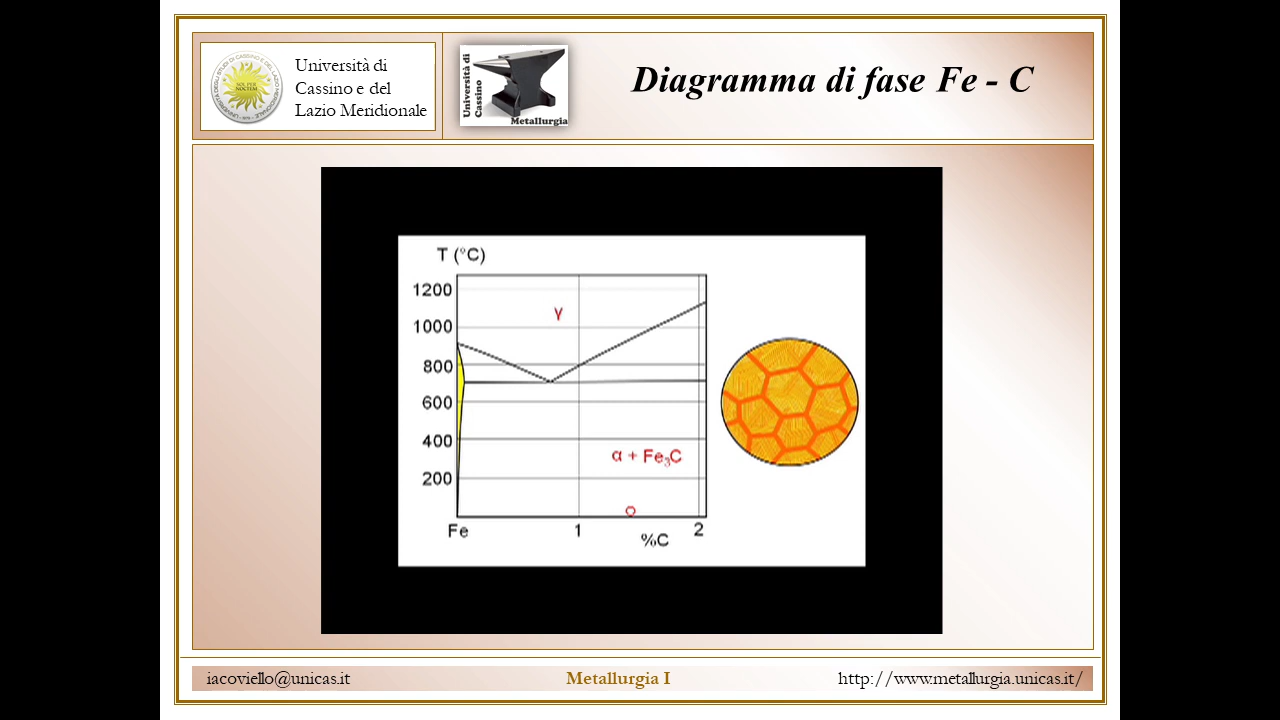 Università di
Cassino e del
Lazio Meridionale
Università di
Cassino
Metallurgia
Diagramma di fase Fe - C
T (°C)
1200
1000
800
600
400
200
γ
α + Fe₃C
Fe
1
2
%C
iacoviello@unicas.it
Metallurgia I
http://www.metallurgia.unicas.it/